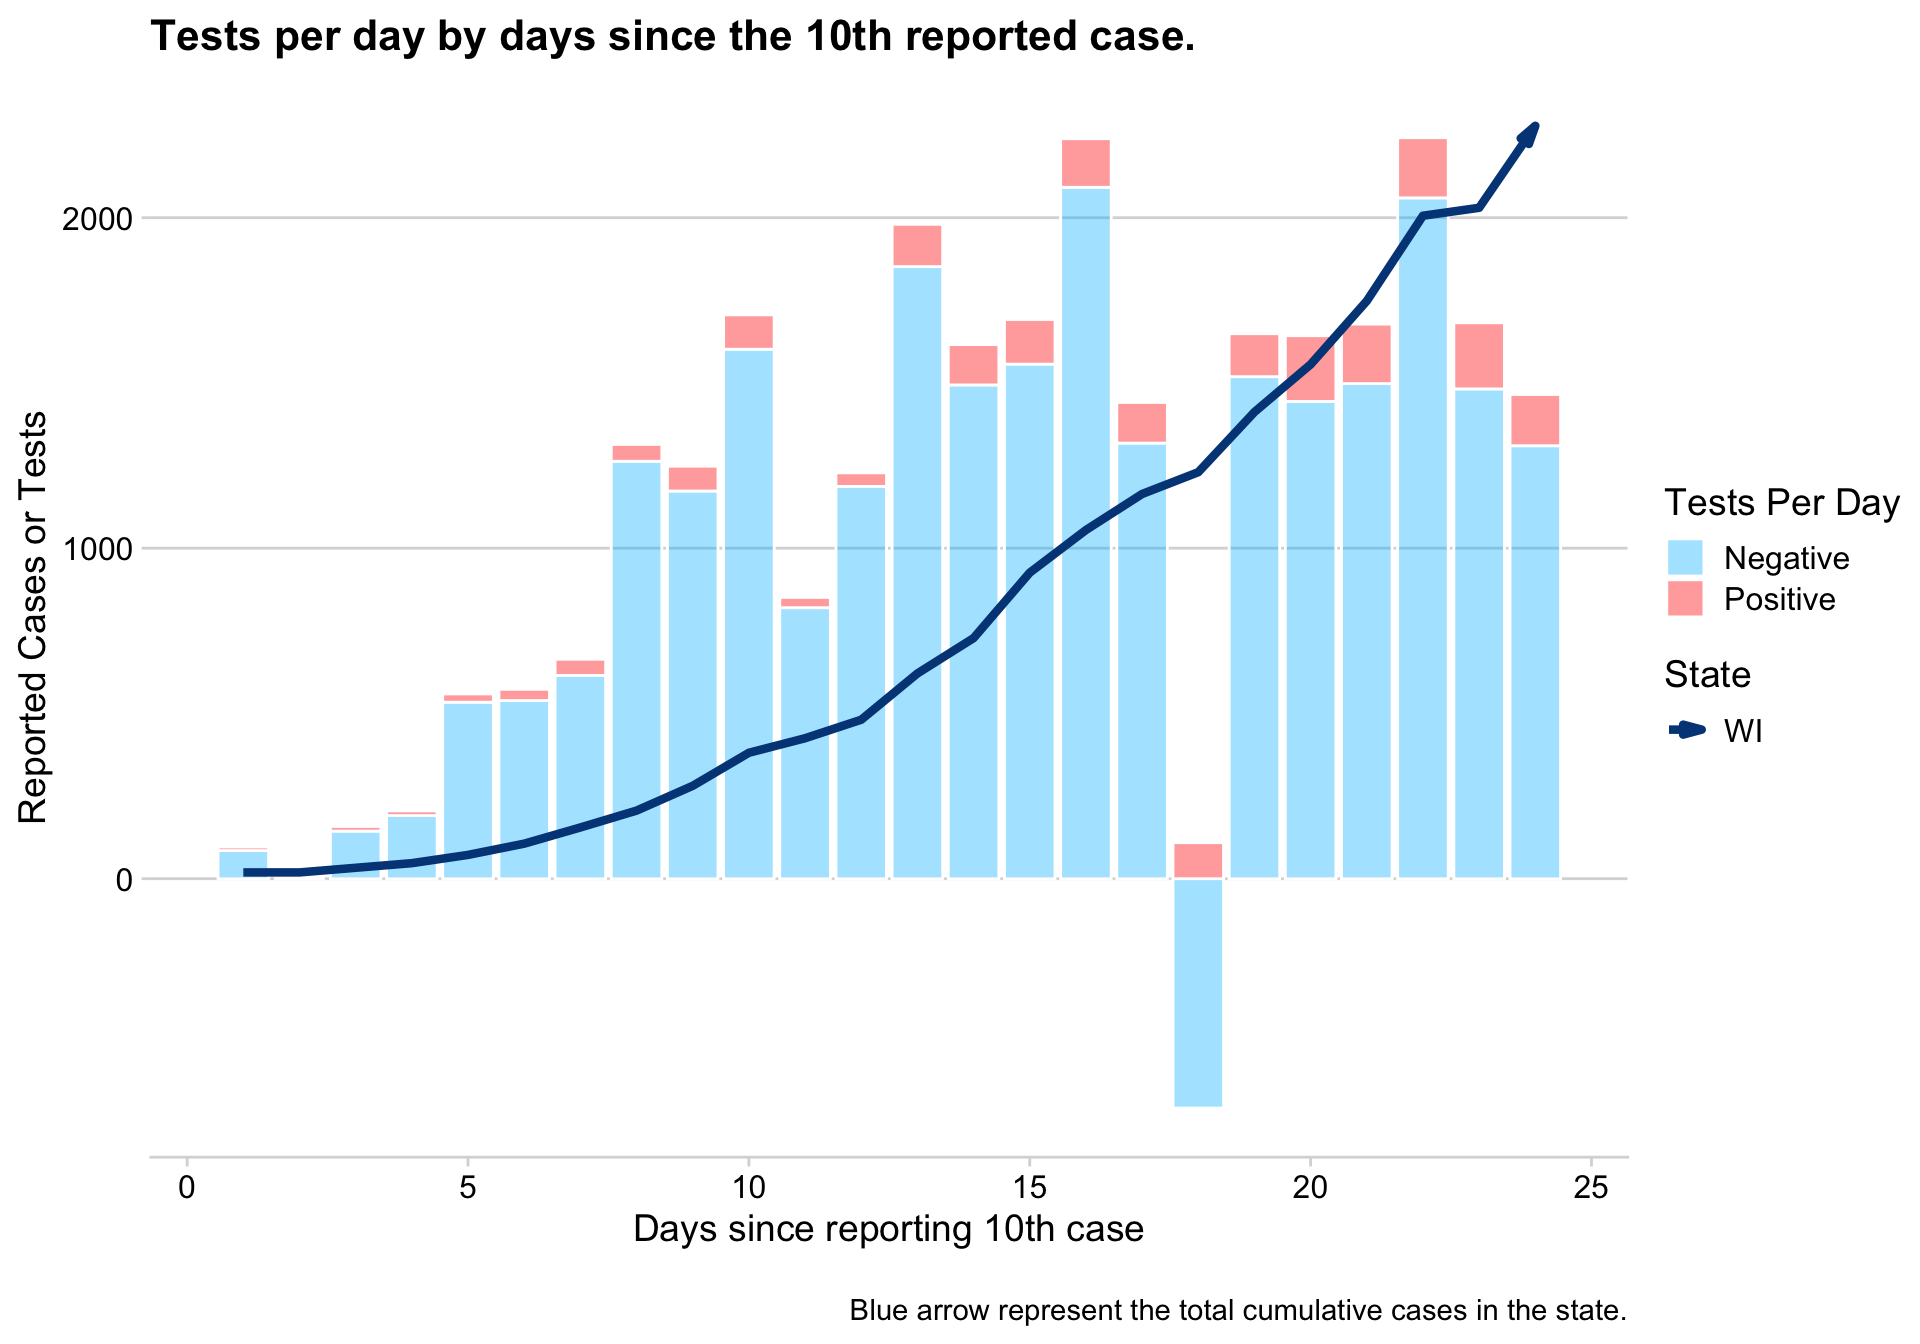 Tests per day by days since the 10th reported case.
Reported Cases or Tests
2000
1000
0
0 5 10 15 20 25
Days since reporting 10th case
Tests Per Day
Negative
Positive
State
WI
Blue arrow represent the total cumulative cases in the state.